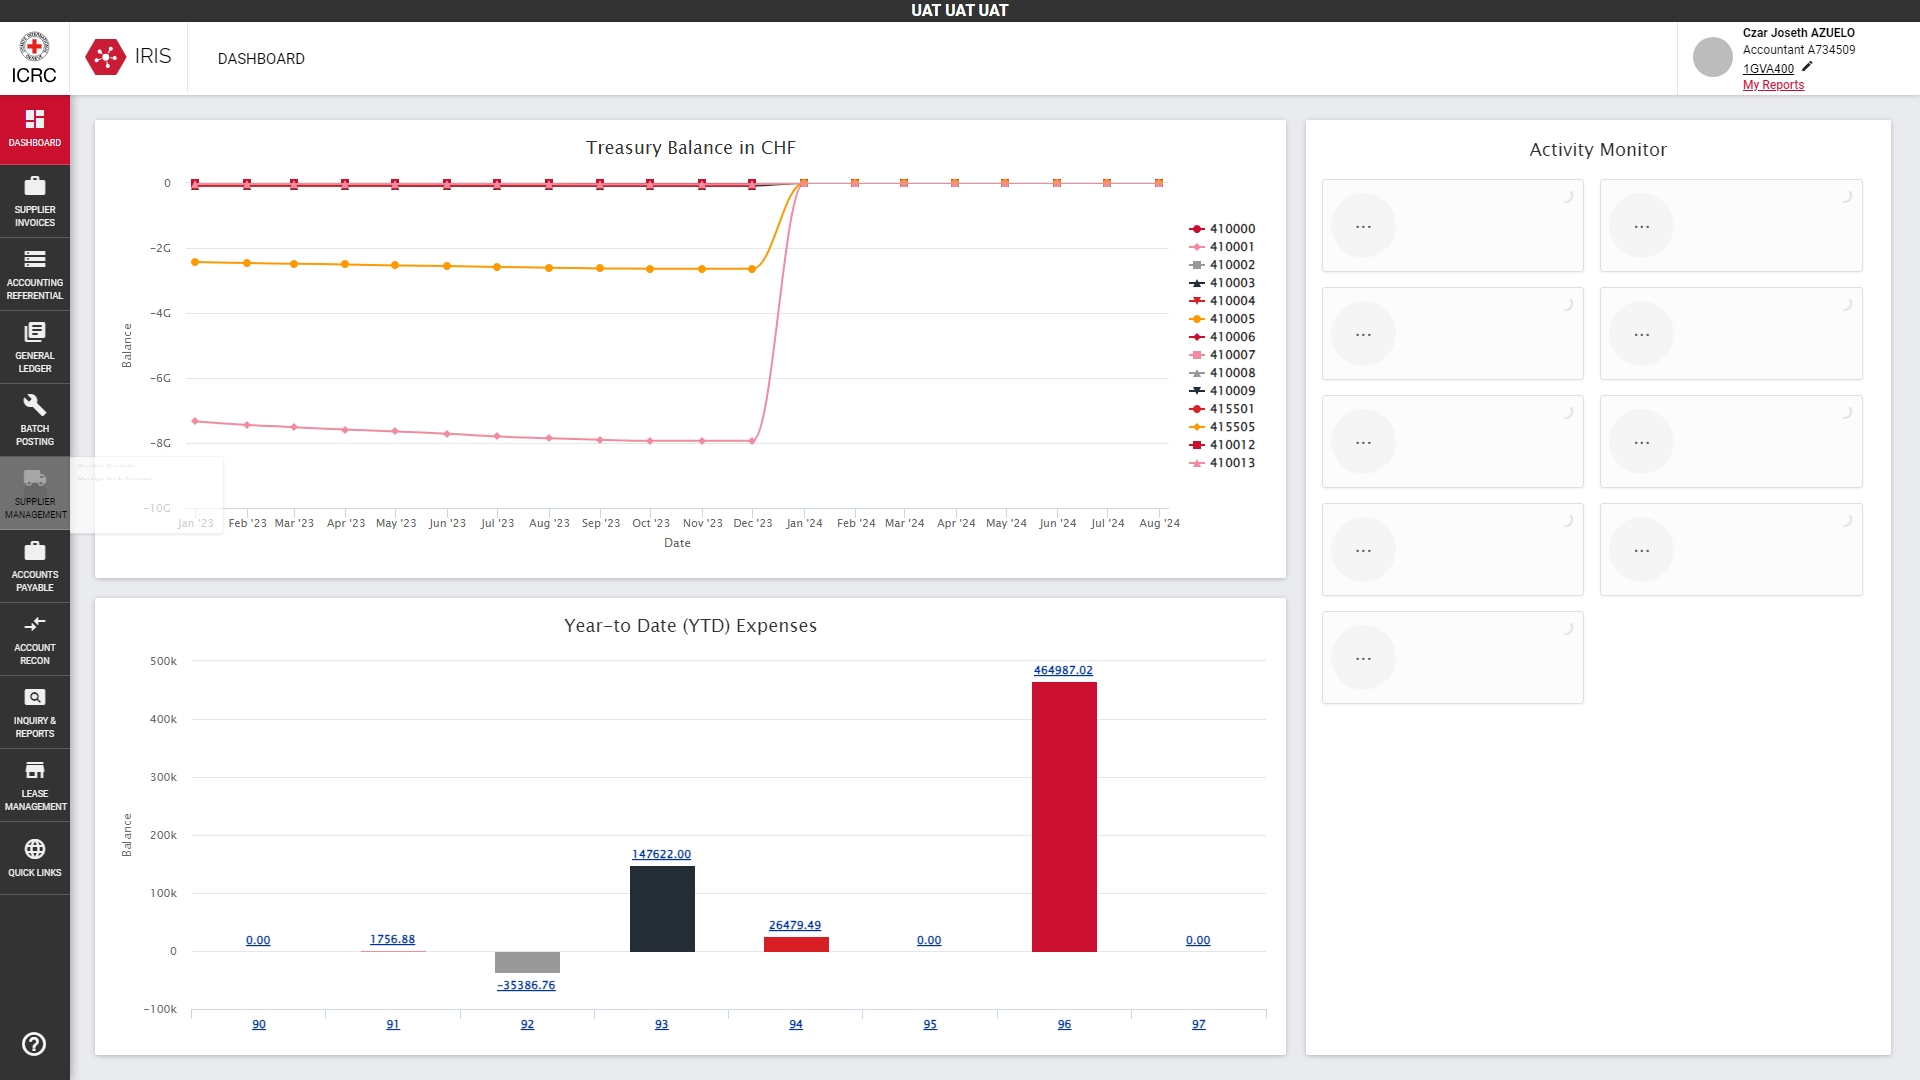 UAT UAT UAT
ICRC
IRIS
DASHBOARD
Czar Joseth AZUELO
Accountant A734509
1GVA400
My Reports
DASHBOARD
SUPPLIER
INVOICES
ACCOUNTING
REFERENTIAL
GENERAL
LEDGER
BATCH
POSTING
SUPPLIER
MANAGEMENT
ACCOUNTS
PAYABLE
ACCOUNT
RECON
INQUIRY &
REPORTS
LEASE
MANAGEMENT
QUICK LINKS
Treasury Balance in CHF
0
−2G
−4G
−6G
−8G
−10G
Balance
Jan '23 Feb '23 Mar '23 Apr '23 May '23 Jun '23 Jul '23 Aug '23 Sep '23 Oct '23 Nov '23 Dec '23 Jan '24 Feb '24 Mar '24 Apr '24 May '24 Jun '24 Jul '24 Aug '24
Date
410000
410001
410002
410003
410004
410005
410006
410007
410008
410009
415501
415505
410012
410013
Year-to Date (YTD) Expenses
500k
400k
300k
200k
100k
0
−100k
Balance
0.00
1756.88
−35386.76
147622.00
26479.49
0.00
464987.02
0.00
90 91 92 93 94 95 96 97
Activity Monitor
... ...
... ...
... ...
... ...
...